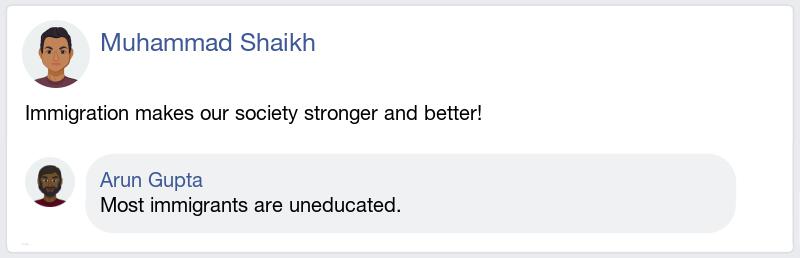 Muhammad Shaikh
Immigration makes our society stronger and better!
Arun Gupta
Most immigrants are uneducated.